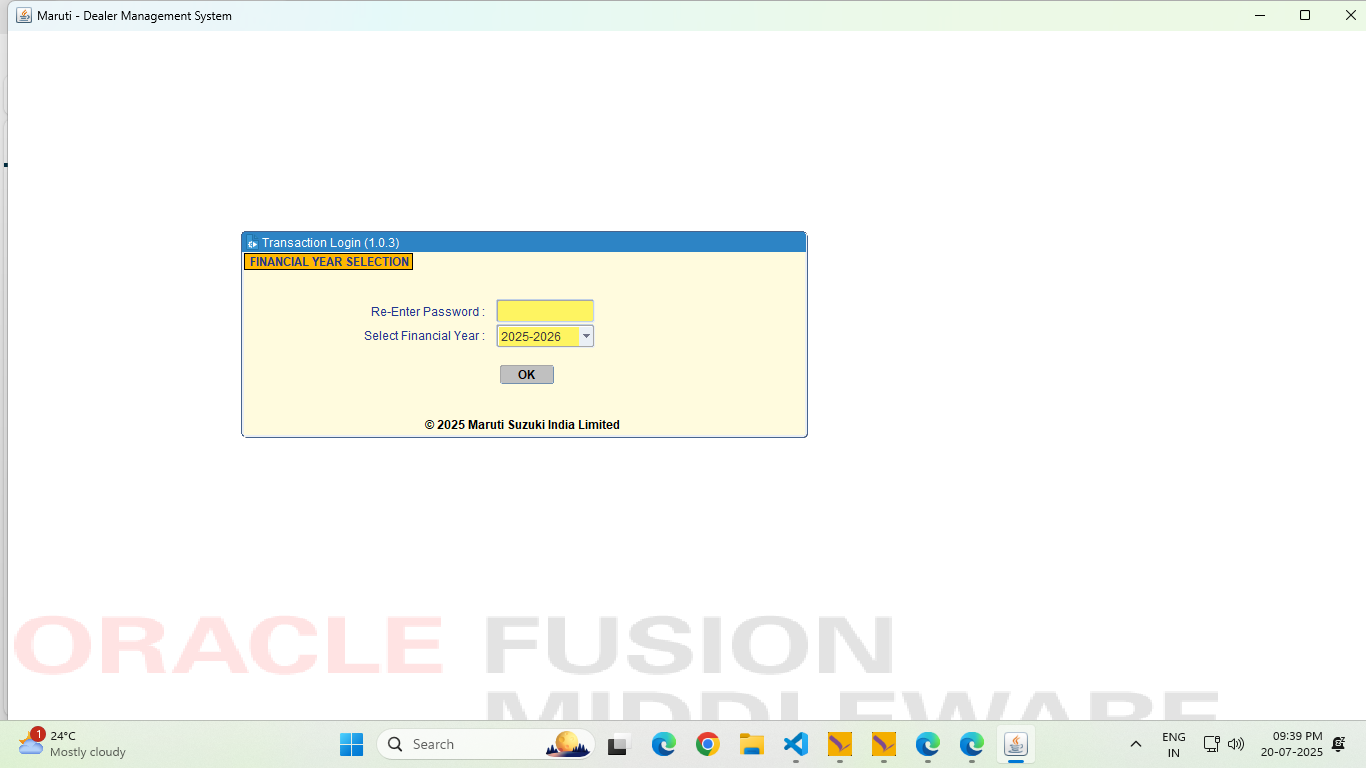 Maruti - Dealer Management System
Transaction Login (1.0.3)
FINANCIAL YEAR SELECTION
Re-Enter Password :
Select Financial Year : 2025-2026
OK
© 2025 Maruti Suzuki India Limited
ORACLE FUSION
MIDDLEWARE
1
24°C
Mostly cloudy
Search
ENG
IN
09:39 PM
20-07-2025